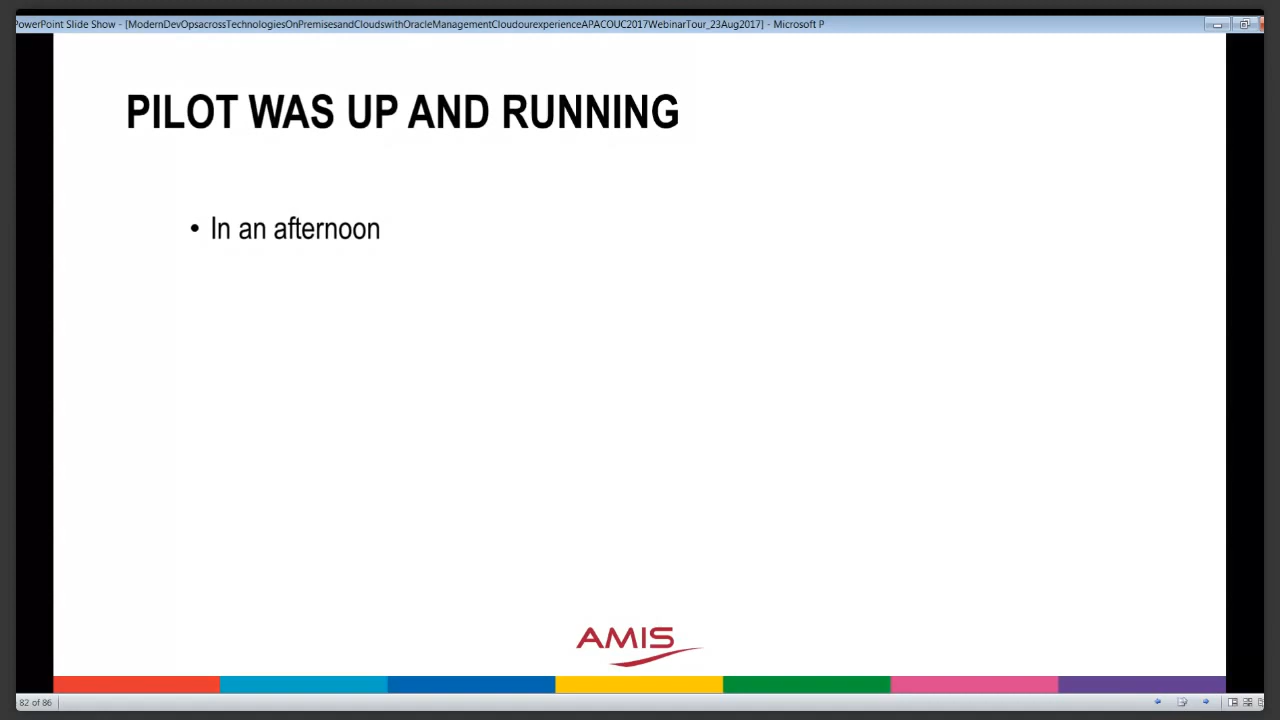 PowerPoint Slide Show - [ModernDevOpsacrossTechnologiesOnPremisesandCloudswithOracleManagementCloudourexperienceAPACOUC2017WebinarTour_23Aug2017] - Microsoft P
PILOT WAS UP AND RUNNING
• In an afternoon
AMIS
82 of 86